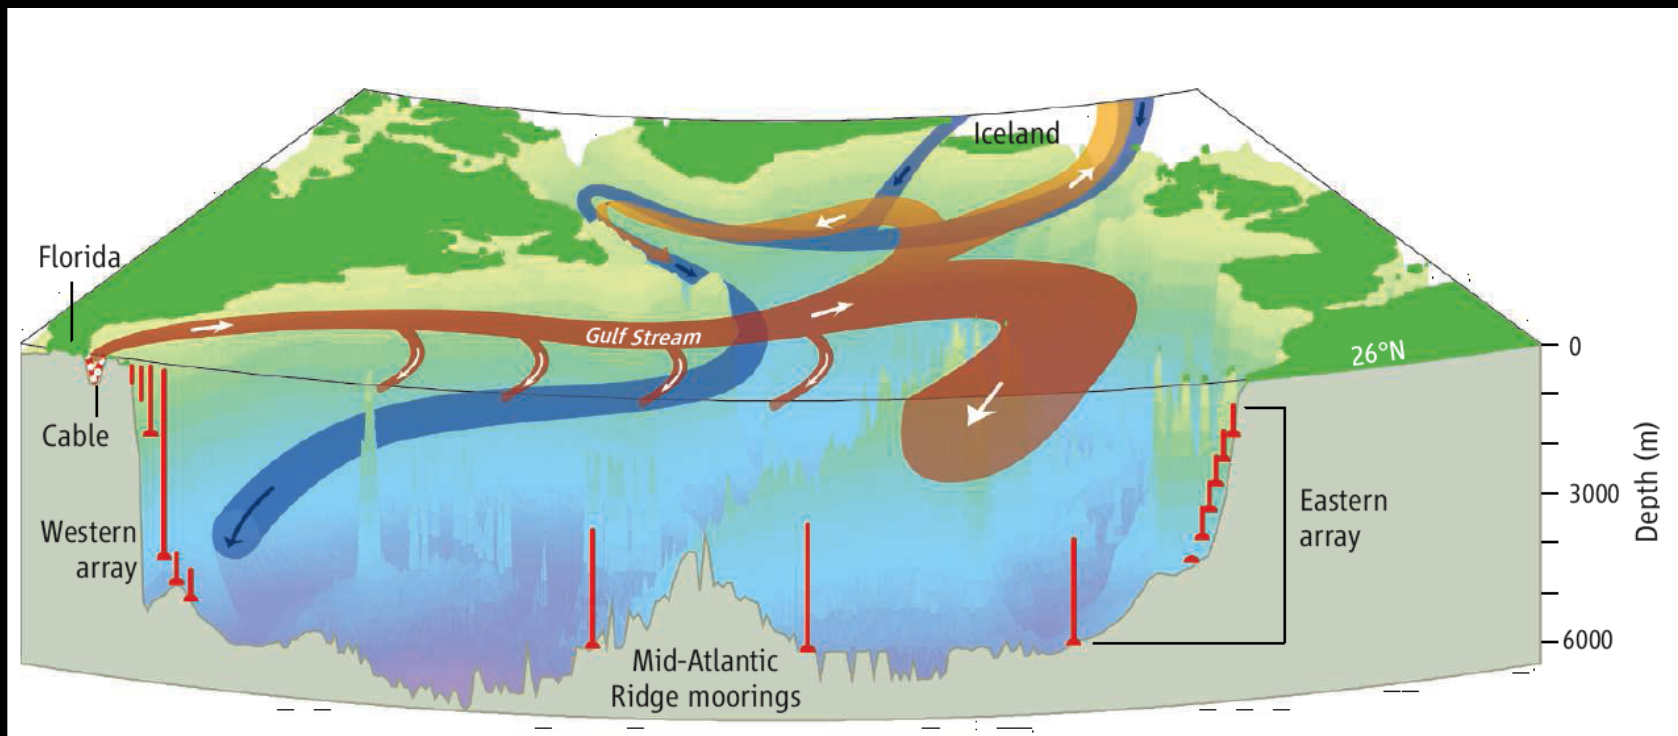 Iceland
Florida
Gulf Stream
26°N
0
Cable
3000
Depth (m)
Western
array
Eastern
array
6000
Mid-Atlantic
Ridge moorings